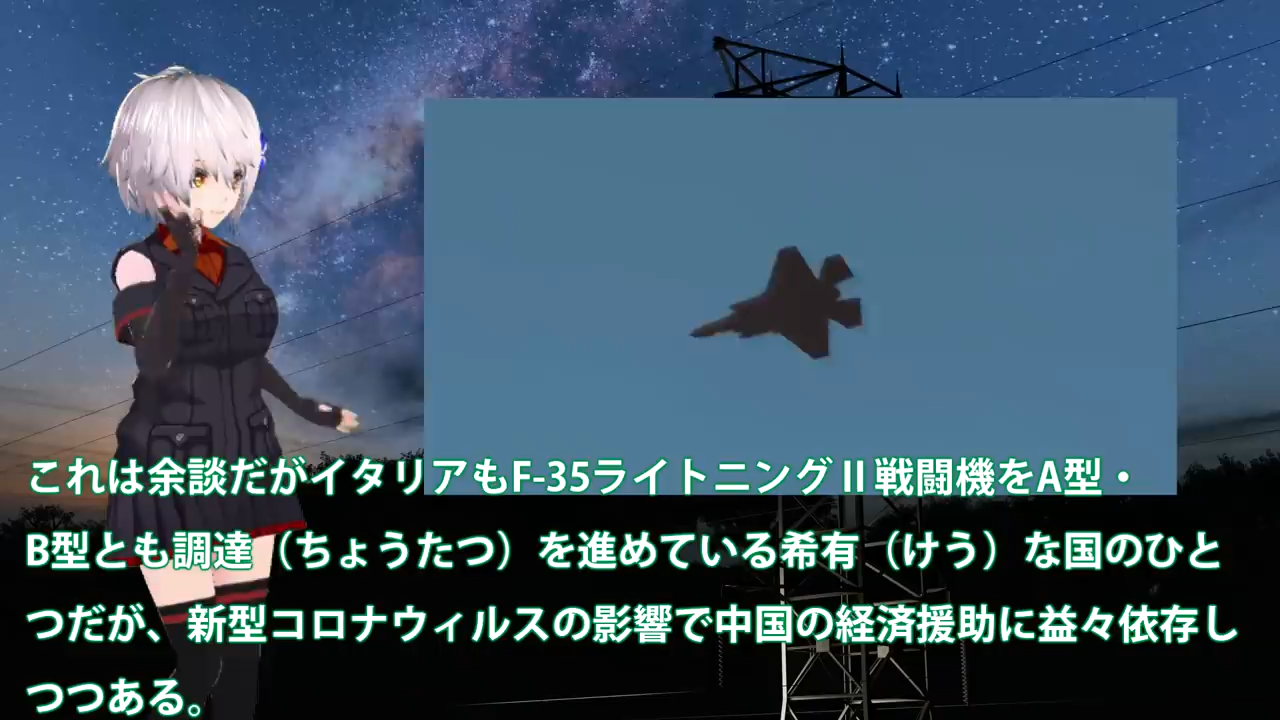 これは余談だがイタリアもF-35ライトニングⅡ戦闘機をA型・
B型とも調達（ちょうたつ）を進めている希有（けう）な国のひと
つだが、新型コロナウィルスの影響で中国の経済援助に益々依存し
つつある。